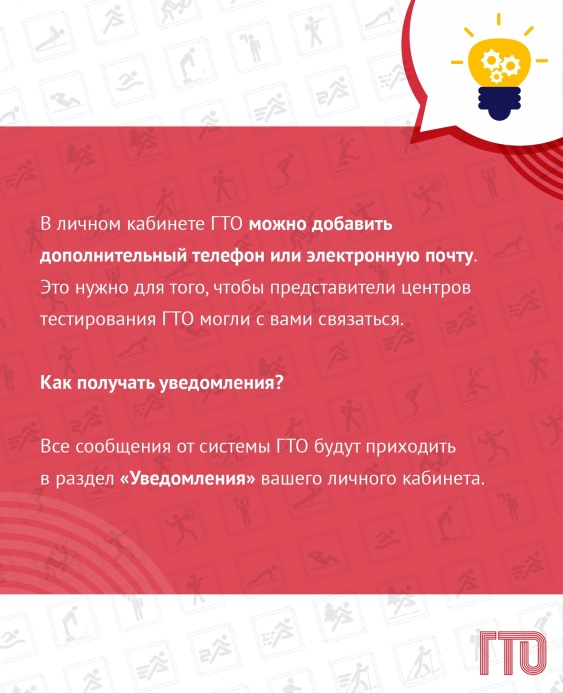 В личном кабинете ГТО можно добавить
дополнительный телефон или электронную почту.
Это нужно для того, чтобы представители центров
тестирования ГТО могли с вами связаться.
Как получать уведомления?
Все сообщения от системы ГТО будут приходить
в раздел «Уведомления» вашего личного кабинета.
ГТО